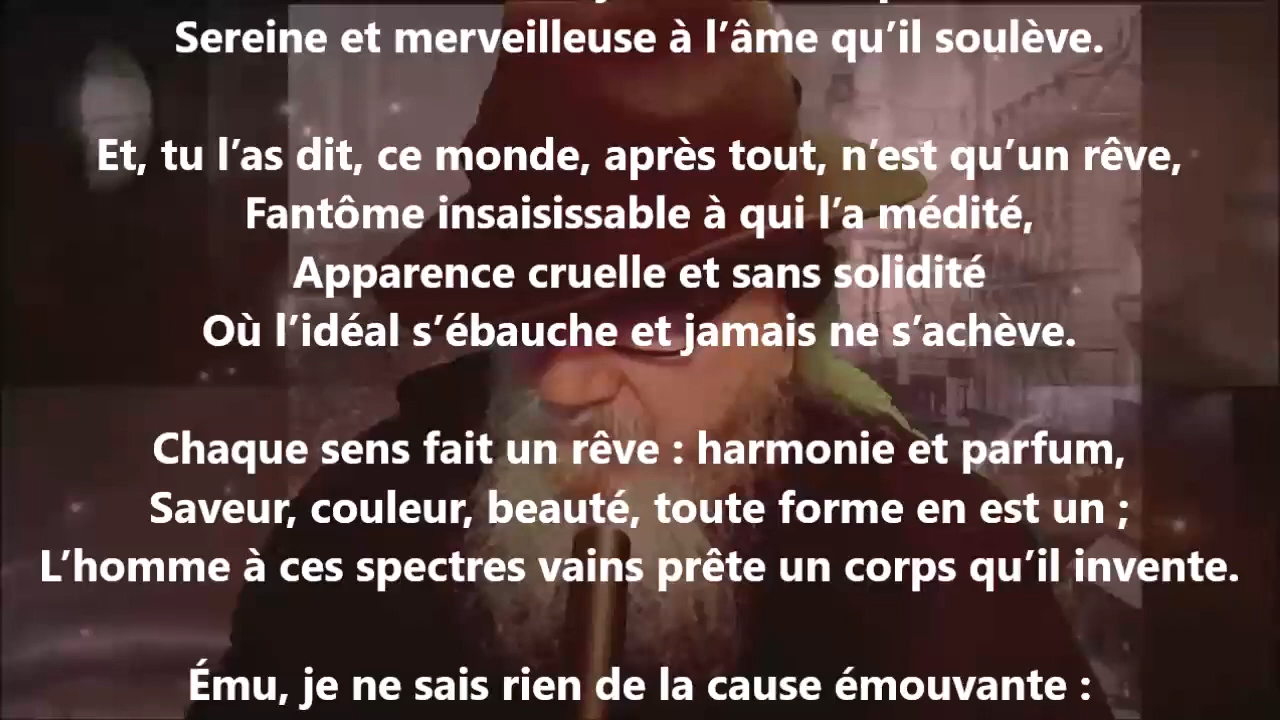 Sereine et merveilleuse à l’âme qu’il soulève.
Et, tu l’as dit, ce monde, après tout, n’est qu’un rêve,
Fantôme insaisissable à qui l’a médité,
Apparence cruelle et sans solidité
Où l’idéal s’ébauche et jamais ne s’achève.
Chaque sens fait un rêve : harmonie et parfum,
Saveur, couleur, beauté, toute forme en est un ;
L’homme à ces spectres vains prête un corps qu’il invente.
Ému, je ne sais rien de la cause émouvante :